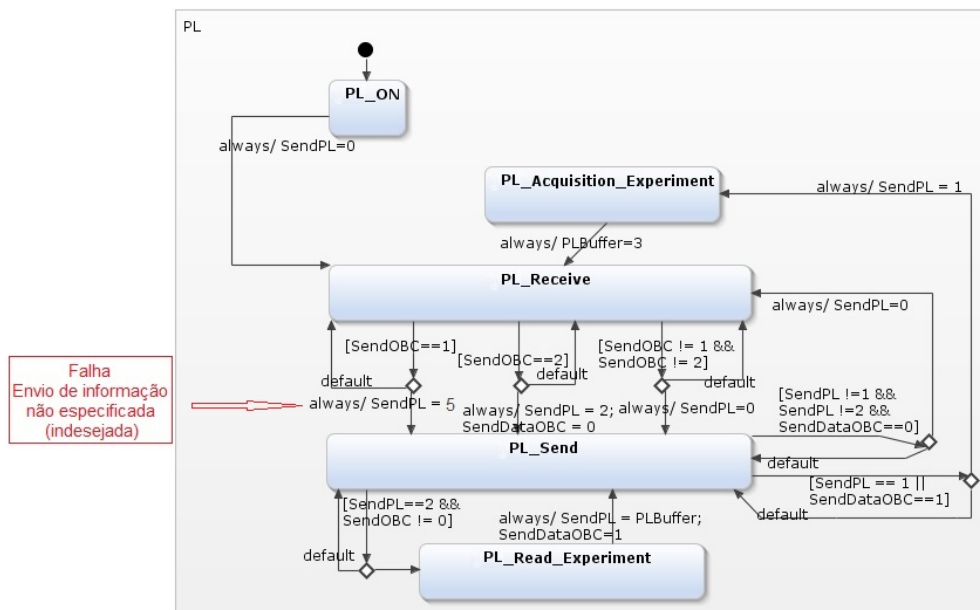 PL
PL_ON
always/ SendPL=0
PL_Acquisition_Experiment
always/ SendPL = 1
always/ PLBuffer=3
PL_Receive
always/ SendPL=0
[SendOBC==1]
[SendOBC==2]
[SendOBC != 1 &&
SendOBC != 2]
default
default
default
Falha
Envio de informação
não especificada
(indesejada)
always/ SendPL = 5
always/ SendPL = 2;
SendDataOBC = 0
always/ SendPL=0
[SendPL !=1 &&
SendPL !=2 &&
SendDataOBC==0]
PL_Send
default
[SendPL == 1 ||
SendDataOBC==1]
default
[SendPL==2 &&
SendOBC != 0]
always/ SendPL = PLBuffer;
SendDataOBC=1
default
PL_Read_Experiment